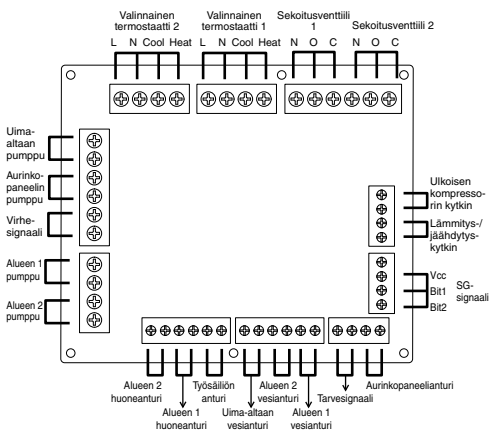 Valinnainen
termostaatti 2
Valinnainen
termostaatti 1
Sekoitusventtiili
1
Sekoitusventtiili 2
L N Cool Heat
L N Cool Heat
N O C
N O C
Uima-
altaan
pumppu
Aurinko-
paneelin
pumppu
Virhe-
signaali
Alueen 1
pumppu
Alueen 2
pumppu
Ulkoisen
kompresso-
rin kytkin
Lämmitys-/
jäähdytys-
kytkin
Vcc
Bit1
Bit2
SG-
signaali
Alueen 2
huoneanturi
Alueen 1
huoneanturi
Työsäiliön
anturi
Uima-altaan
vesianturi
Alueen 2
vesianturi
Alueen 1
vesianturi
Tarvesignaali
Aurinkopaneelianturi